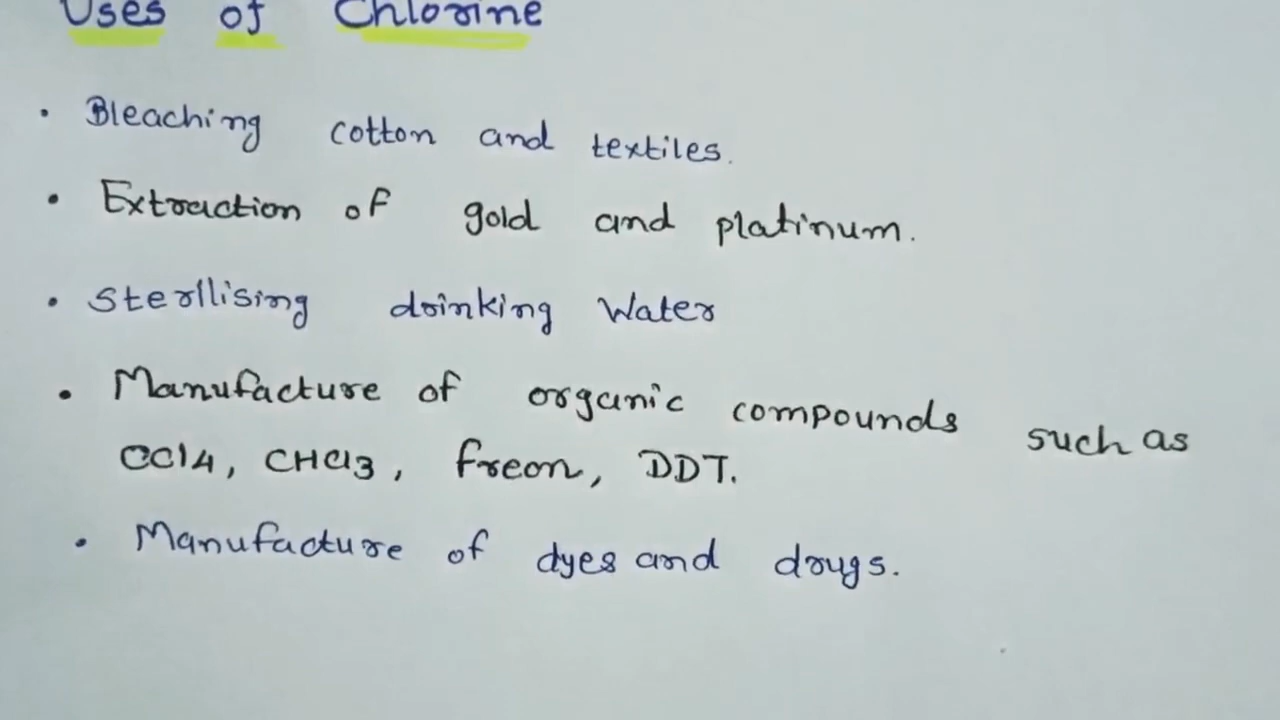 Uses of Chlorine
• Bleaching cotton and textiles.
• Extraction of gold and platinum.
• Sterllising drinking Water
• Manufacture of organic compounds such as
CCl4, CHCl3, freon, DDT.
• Manufacture of dyes and drugs.